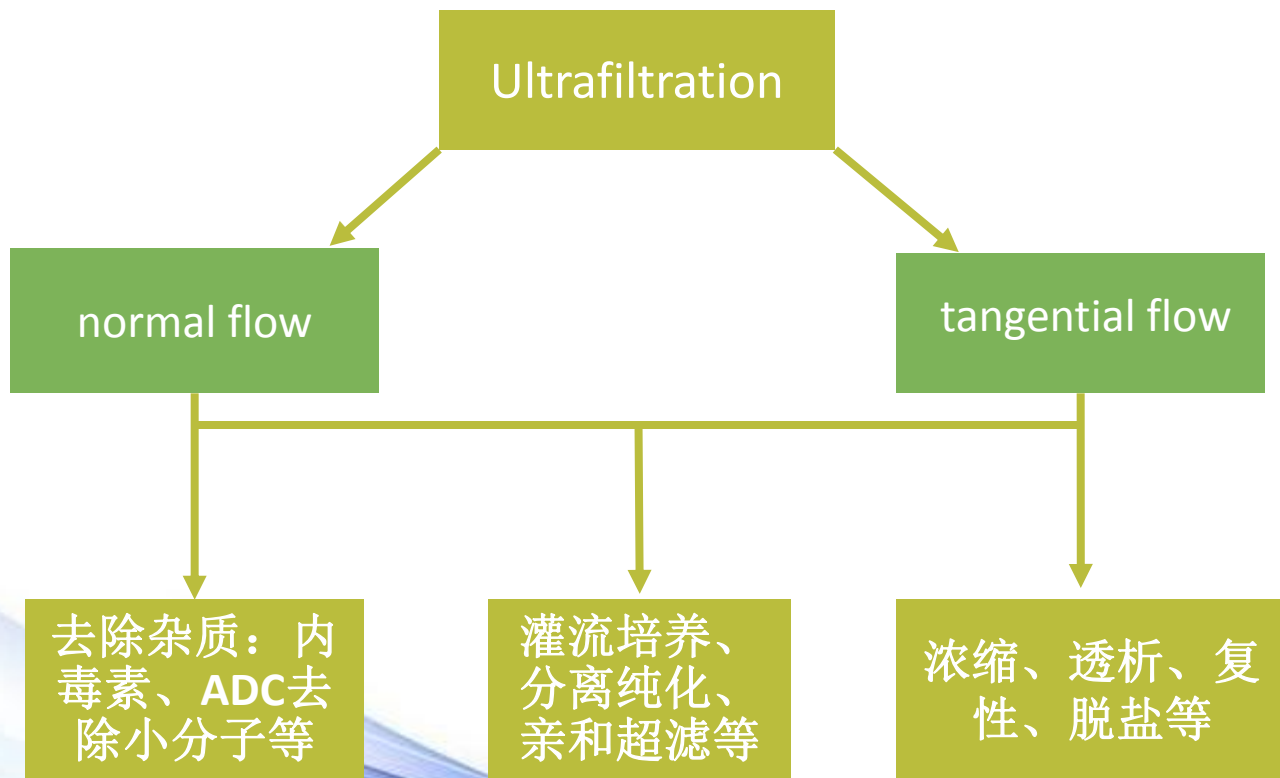 Ultrafiltration
normal flow
tangential flow
去除杂质：内
毒素、ADC去
除小分子等
灌流培养、
分离纯化、
亲和超滤等
浓缩、透析、复
性、脱盐等